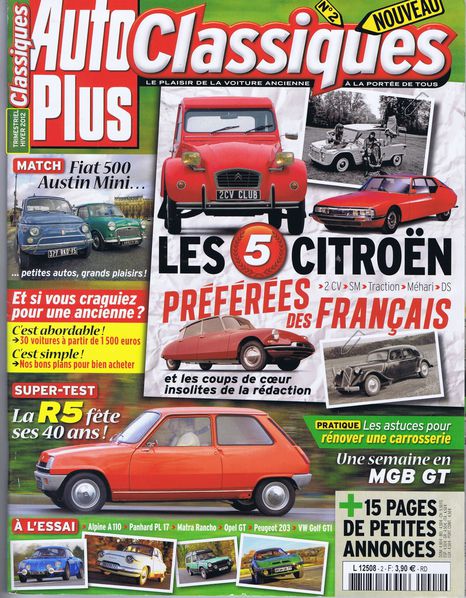 Auto
Plus
Classiques
N°2
NOUVEAU
Classiques
LE PLAISIR DE LA VOITURE ANCIENNE À LA PORTÉE DE TOUS
TRIMESTRIEL
HIVER 2012
MATCH Fiat 500
Austin Mini...
... petites autos, grands plaisirs !
2CV CLUB
LES 5 CITROËN
> 2 CV > SM > Traction > Méhari > DS
PRÉFÉRÉES
DES FRANÇAIS
et les coups de cœur
insolites de la rédaction
Et si vous craquiez
pour une ancienne ?
C'est abordable !
→30 voitures à partir de 1 500 euros
C'est simple !
→Nos bons plans pour bien acheter
SUPER-TEST
La R5 fête
ses 40 ans !
PRATIQUE Les astuces pour
rénover une carrosserie
Une semaine en
MGB GT
À L'ESSAI > Alpine A 110 > Panhard PL 17 > Matra Rancho > Opel GT > Peugeot 203 > VW Golf GTI
+ 15 PAGES
DE PETITES
ANNONCES
L 12508 - 2 - F: 3,90 € - RD